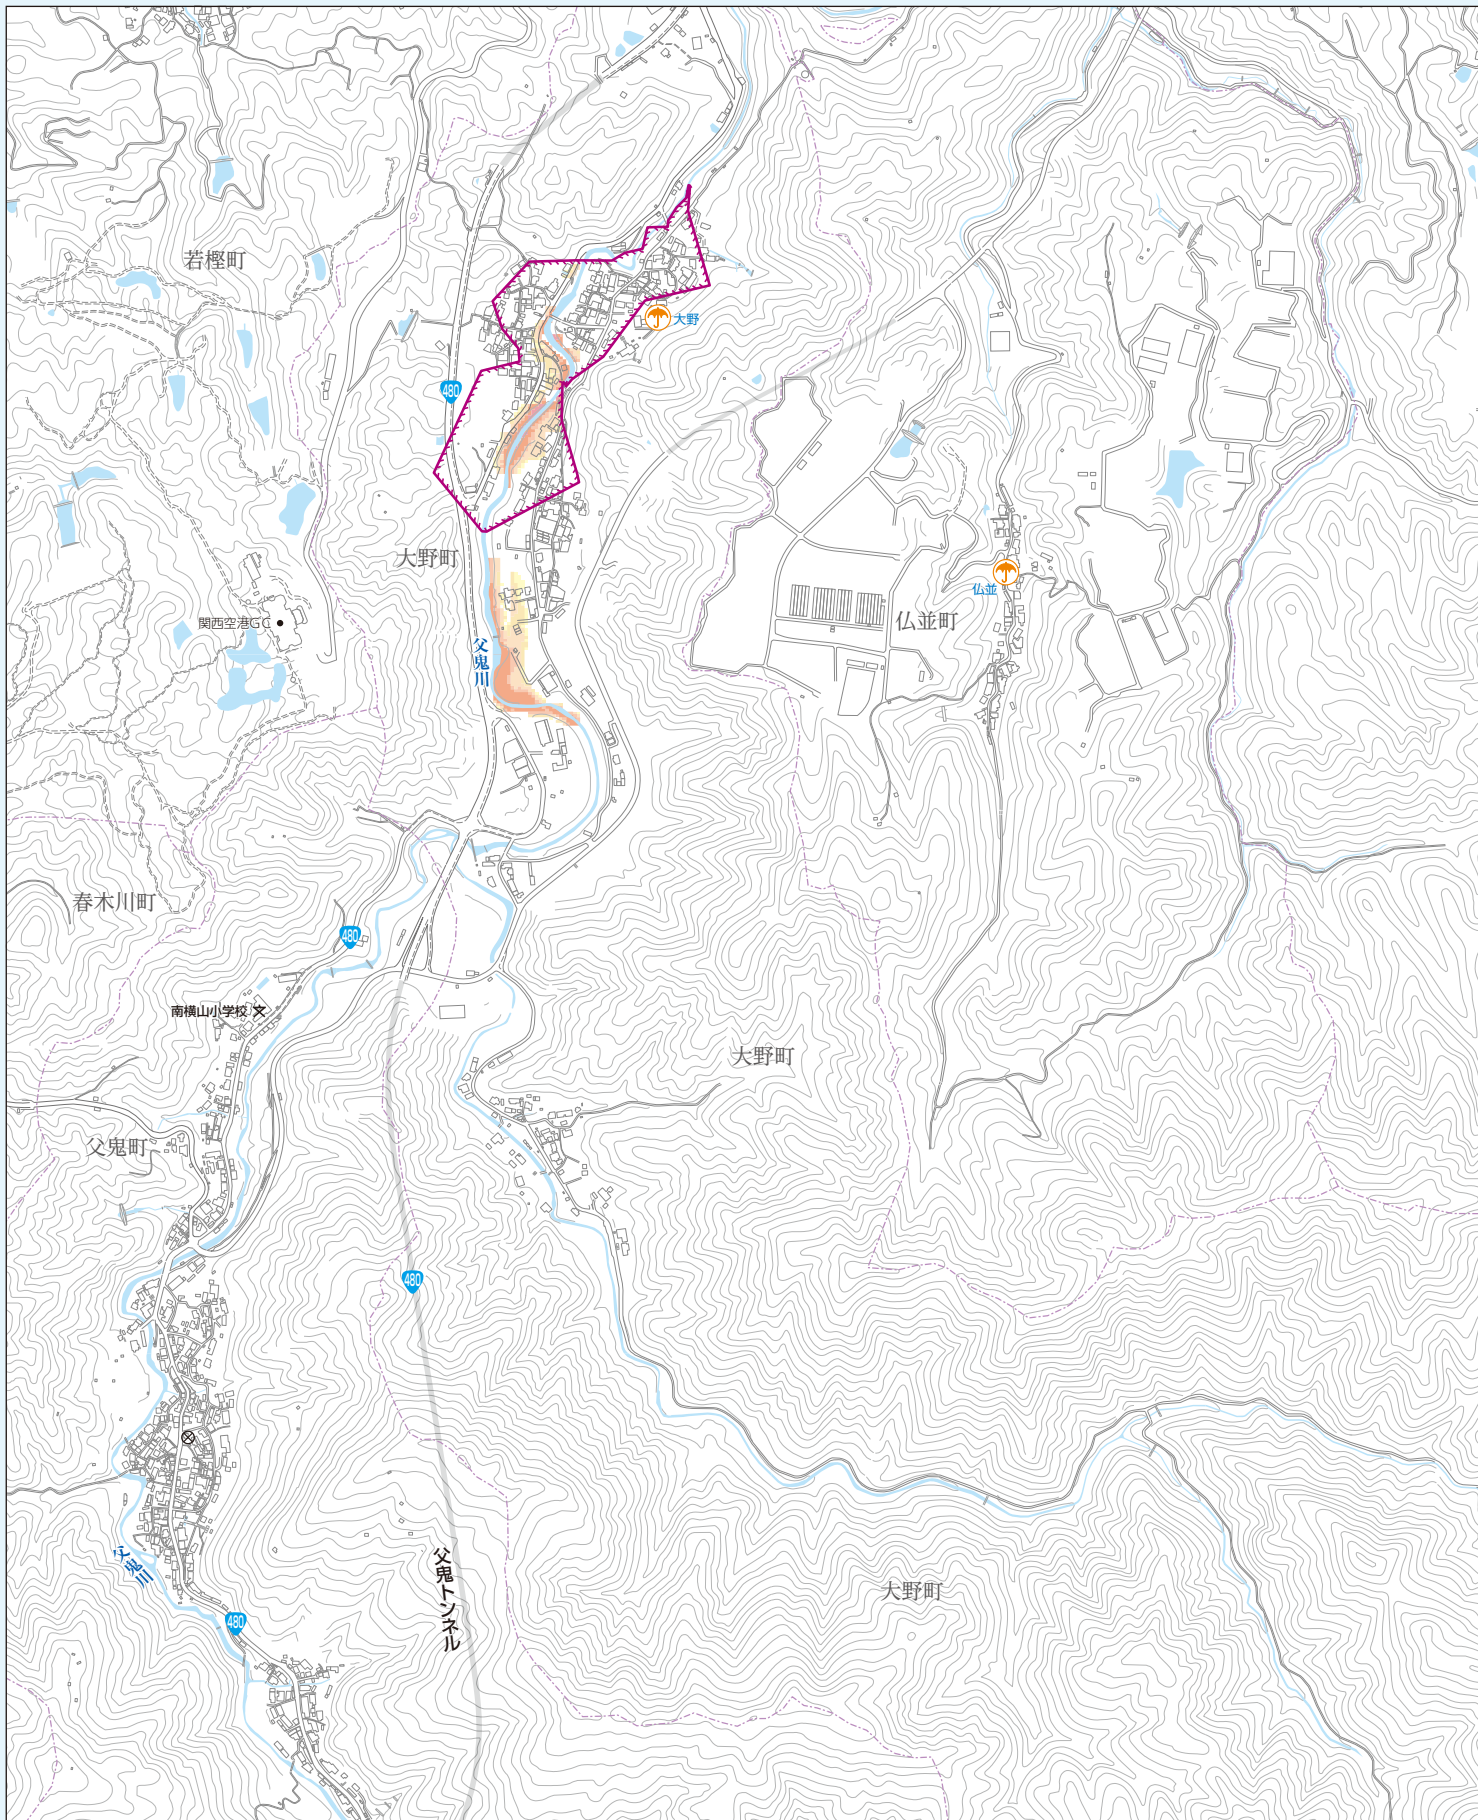 若樫町
大野
480
大野町
仏並
仏並町
関西空港GC
父鬼川
春木川町
480
南横山小学校
大野町
父鬼町
480
父鬼トンネル
父鬼川
大野町
480